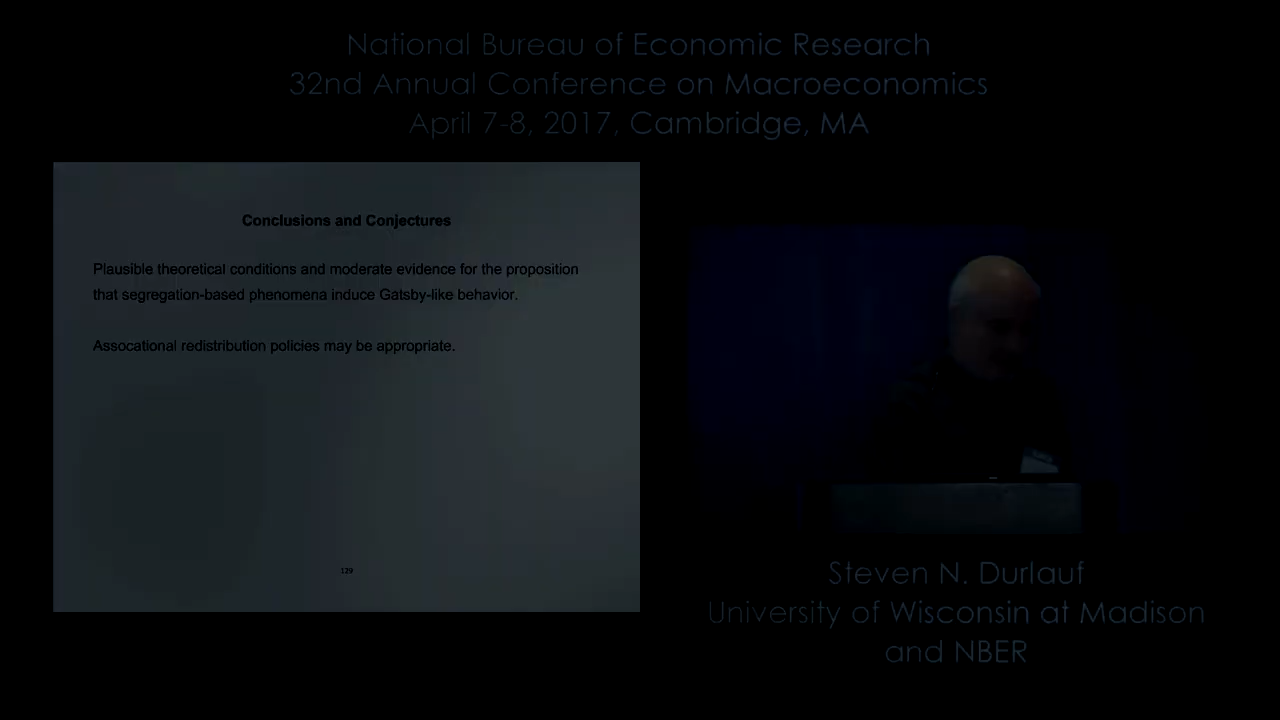 National Bureau of Economic Research
32nd Annual Conference on Macroeconomics
April 7-8, 2017, Cambridge, MA
Conclusions and Conjectures
Plausible theoretical conditions and moderate evidence for the proposition
that segregation-based phenomena induce Gatsby-like behavior.
Assocational redistribution policies may be appropriate.
129
Steven N. Durlauf
University of Wisconsin at Madison
and NBER